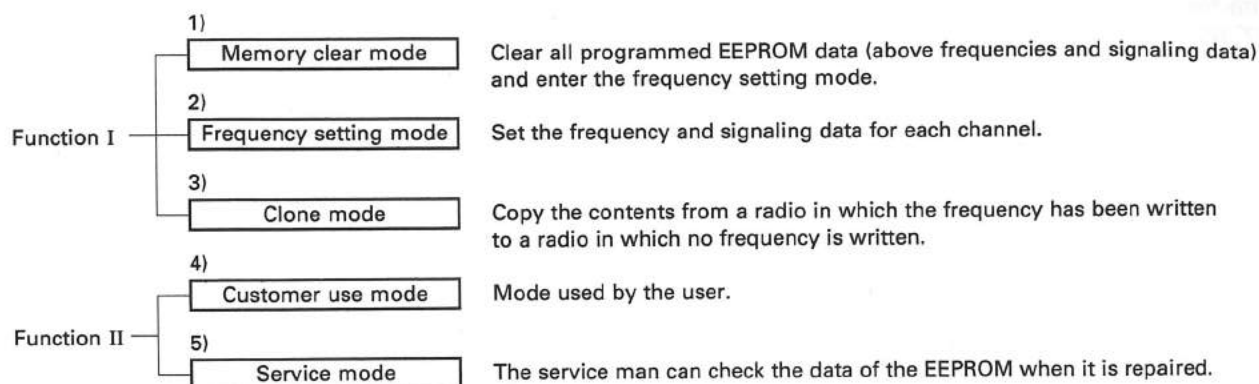 1)
Memory clear mode
Clear all programmed EEPROM data (above frequencies and signaling data)
and enter the frequency setting mode.
2)
Function I
Frequency setting mode
Set the frequency and signaling data for each channel.
3)
Clone mode
Copy the contents from a radio in which the frequency has been written
to a radio in which no frequency is written.
4)
Customer use mode
Mode used by the user.
Function II
5)
Service mode
The service man can check the data of the EEPROM when it is repaired.